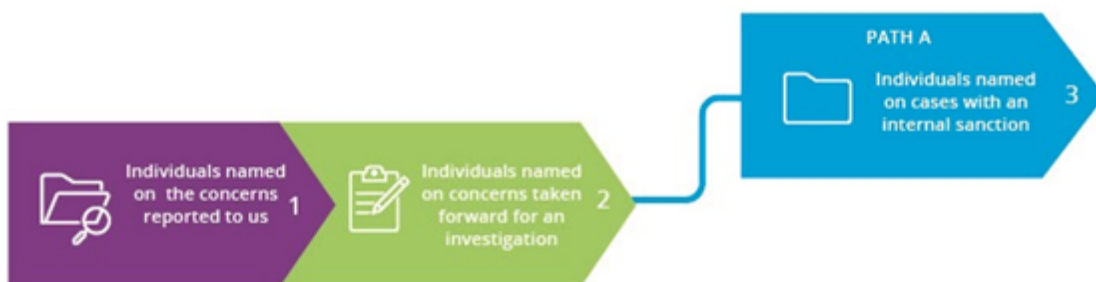 PATH A
Individuals named
on cases with an
internal sanction
3
Individuals named
on the concerns
reported to us
1
Individuals named
on concerns taken
forward for an
investigation
2